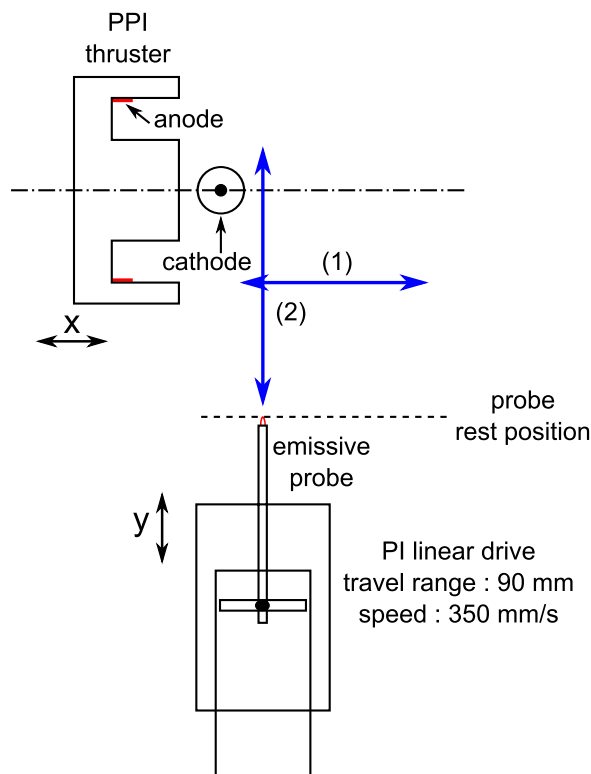 PPI
thruster
anode
cathode
(1)
(2)
x
probe
rest position
emissive
probe
y
PI linear drive
travel range : 90 mm
speed : 350 mm/s